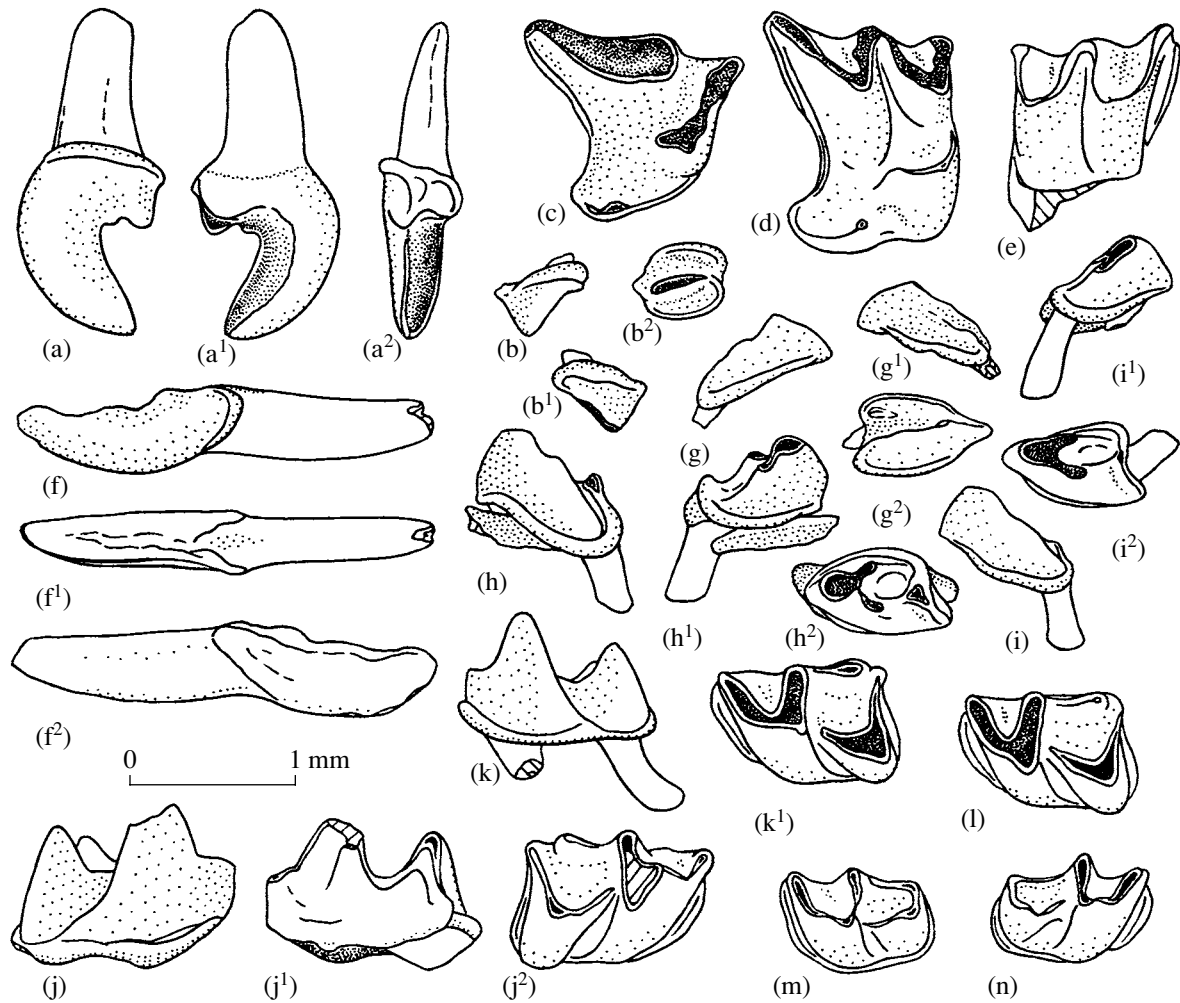 (a)
(a¹)
(a²)
(c)
(d)
(e)
(b)
(b²)
(b¹)
(g)
(g¹)
(i¹)
(f)
(g²)
(i²)
(f¹)
(h)
(h¹)
(h²)
(i)
(f²)
0 1 mm
(k)
(k¹)
(l)
(j)
(j¹)
(j²)
(m)
(n)